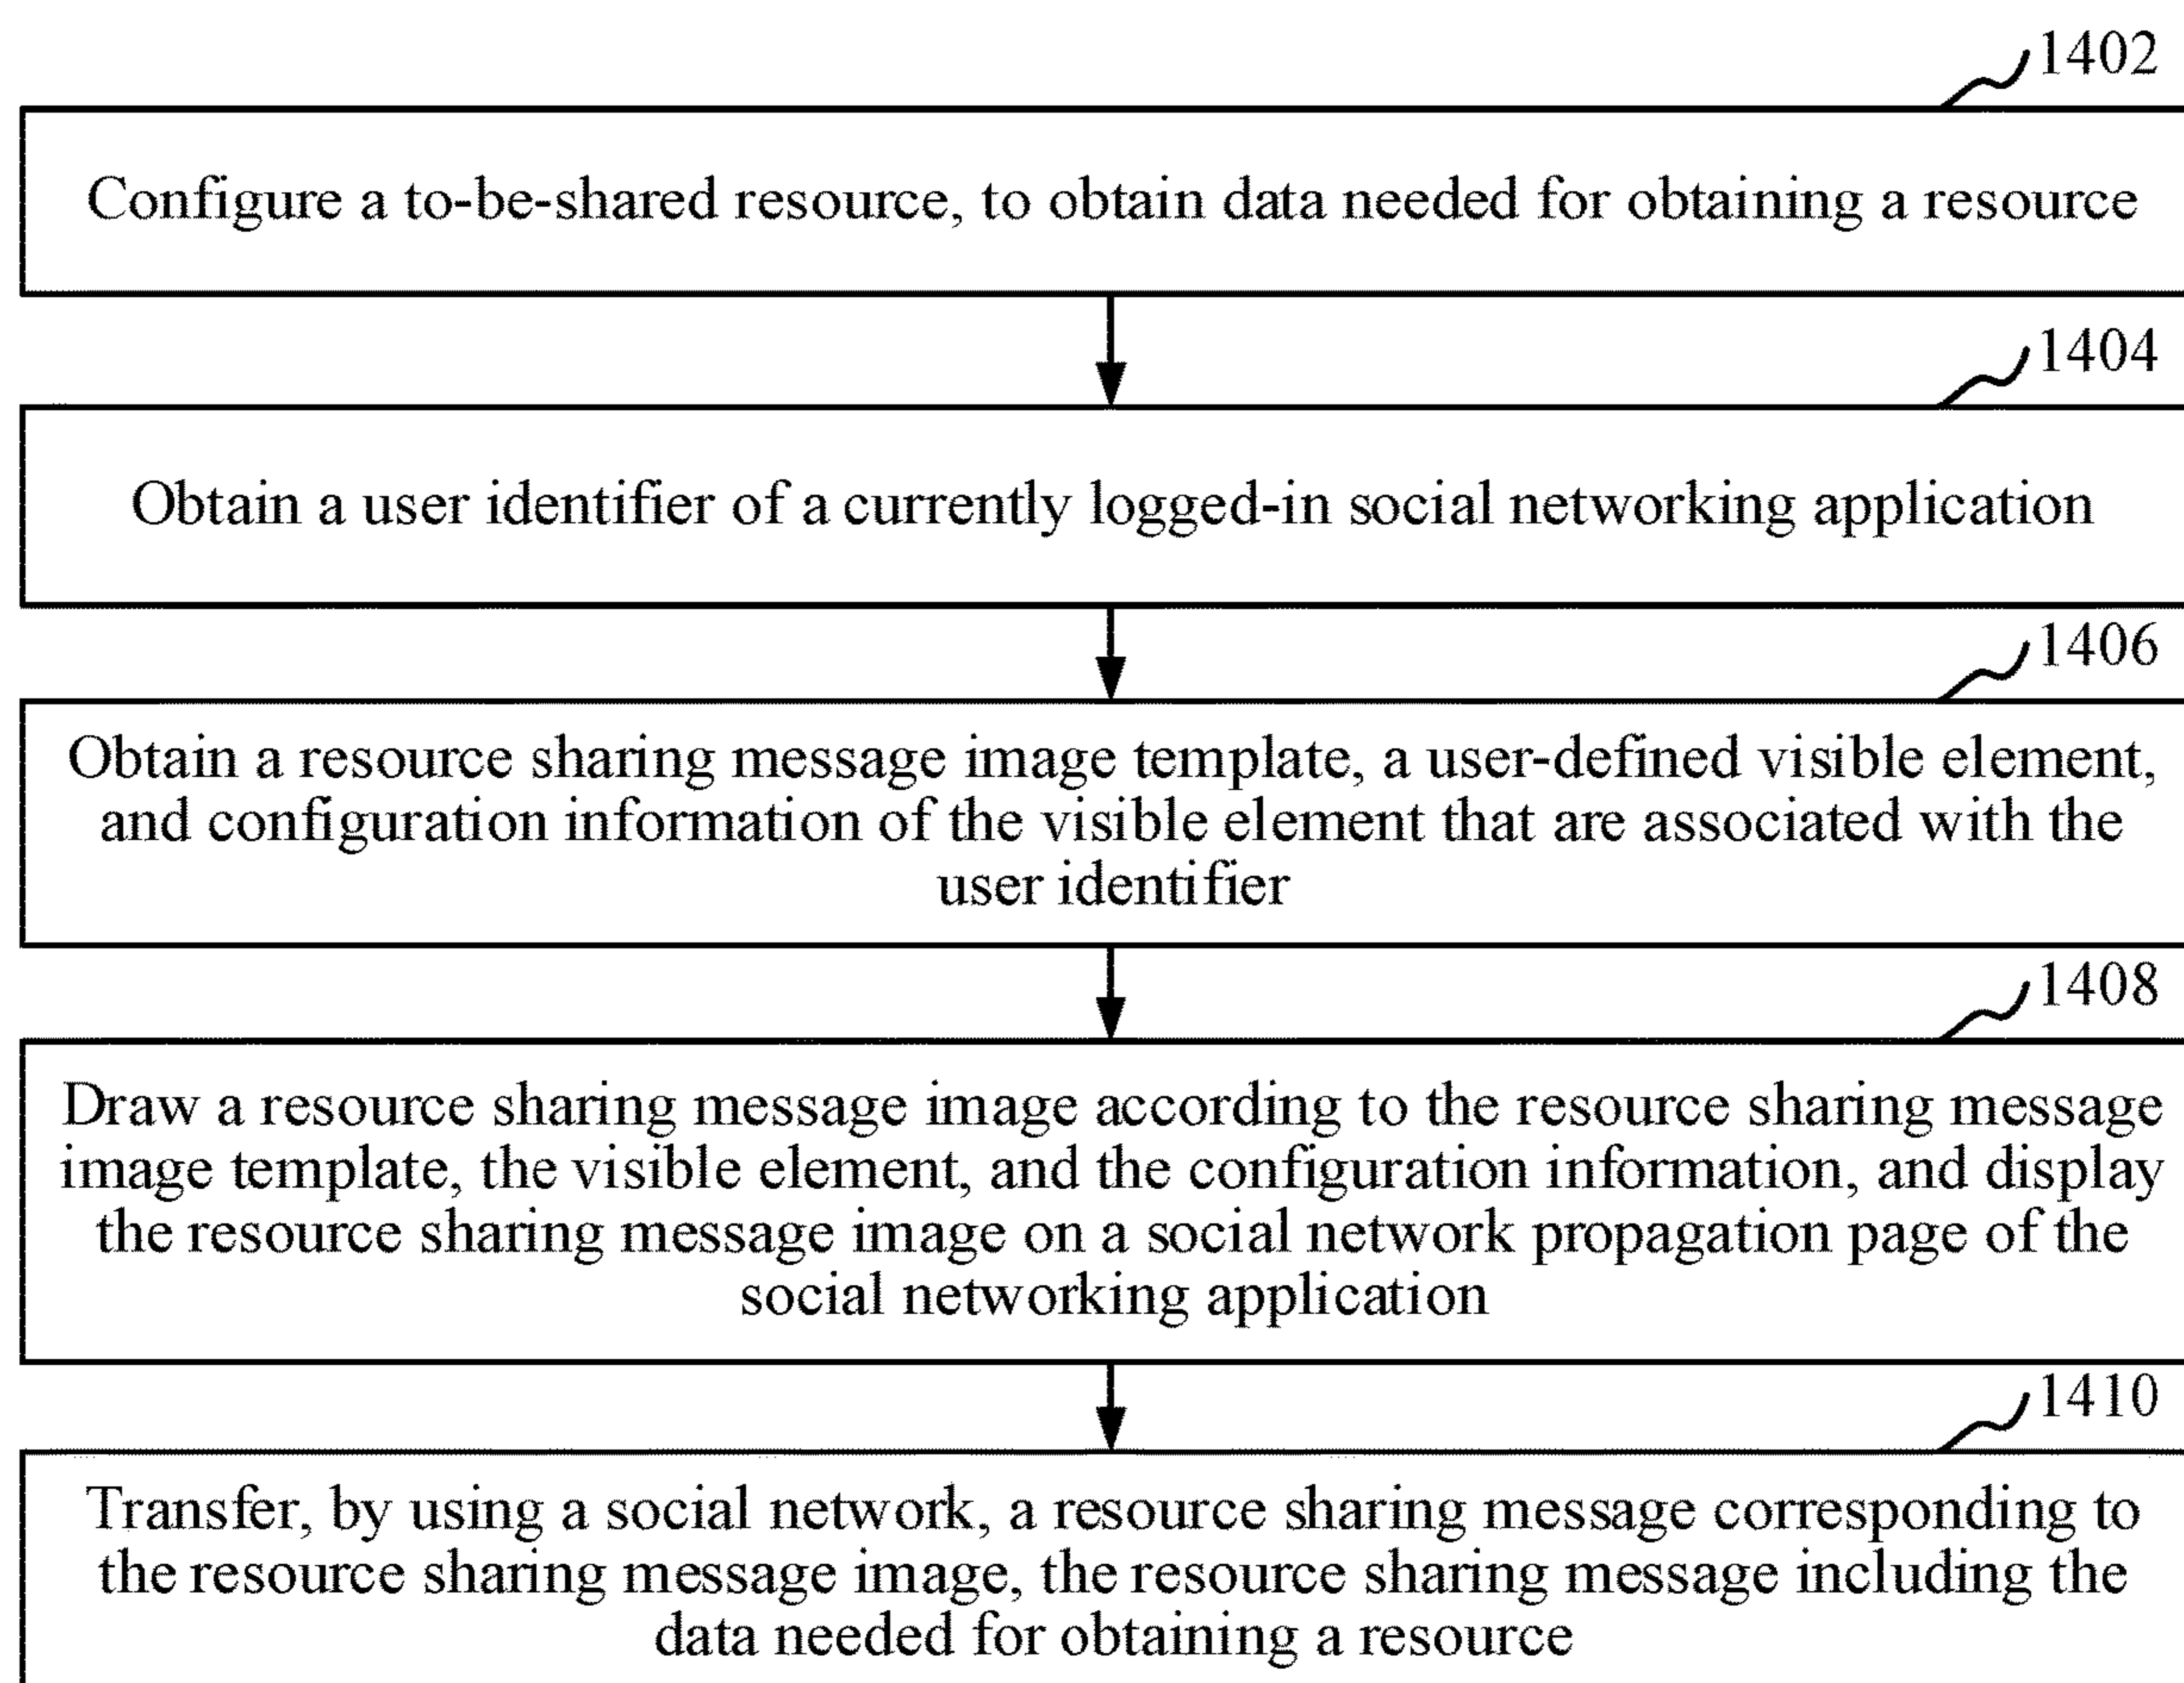 1402
Configure a to-be-shared resource, to obtain data needed for obtaining a resource
1404
Obtain a user identifier of a currently logged-in social networking application
1406
Obtain a resource sharing message image template, a user-defined visible element,
and configuration information of the visible element that are associated with the
user identifier
1408
Draw a resource sharing message image according to the resource sharing message
image template, the visible element, and the configuration information, and display
the resource sharing message image on a social network propagation page of the
social networking application
1410
Transfer, by using a social network, a resource sharing message corresponding to
the resource sharing message image, the resource sharing message including the
data needed for obtaining a resource